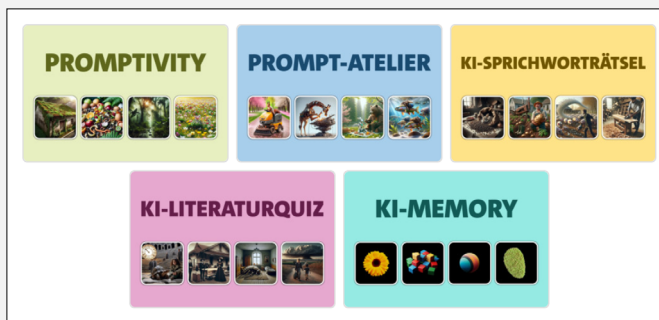 PROMPTIVITY
PROMPT-ATELIER
KI-SPRICHWORTRÄTSEL
KI-LITERATURQUIZ
KI-MEMORY